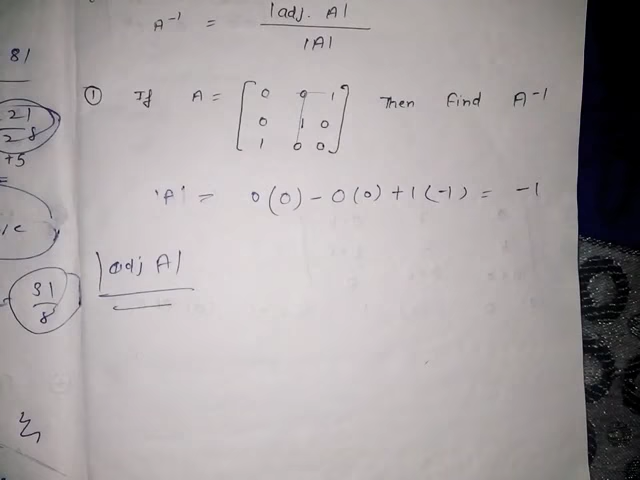 A⁻¹ = |adj. A| / |A|
81
① If A = [ 0 0 1 Then Find A⁻¹
0 1 0
1 0 0 ]
21
28
+5
=
|A| = 0(0) - 0(0) + 1(-1) = -1
|adj A|
31
8